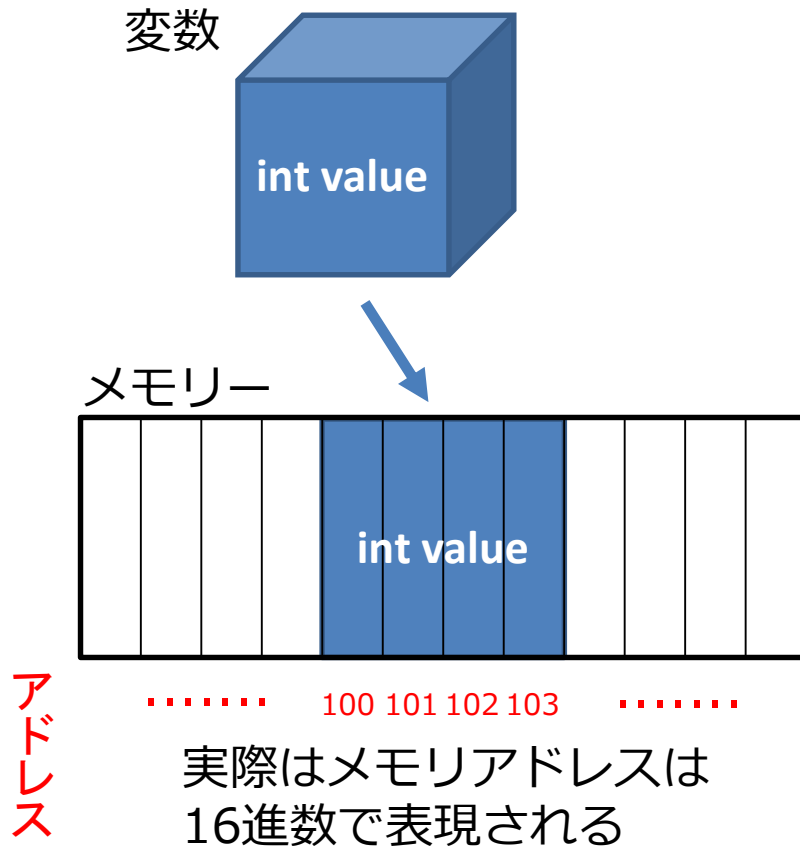 変数
int value
メモリー
int value
アドレス
....... 100 101 102 103 .......
実際はメモリアドレスは
16進数で表現される